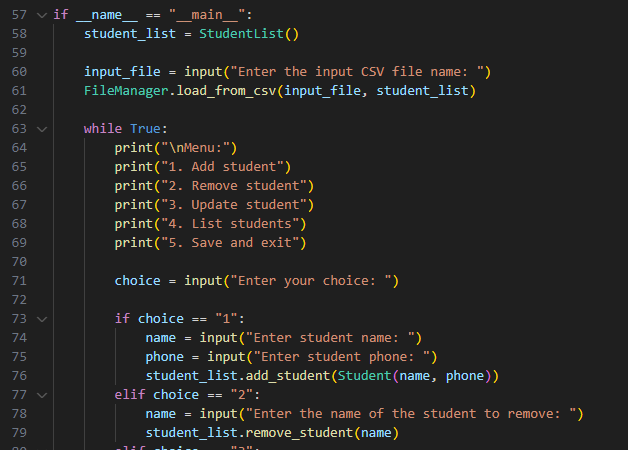 57 if __name__ == "__main__":
58 student_list = StudentList()
59
60 input_file = input("Enter the input CSV file name: ")
61 FileManager.load_from_csv(input_file, student_list)
62
63 while True:
64 print("\nMenu:")
65 print("1. Add student")
66 print("2. Remove student")
67 print("3. Update student")
68 print("4. List students")
69 print("5. Save and exit")
70
71 choice = input("Enter your choice: ")
72
73 if choice == "1":
74 name = input("Enter student name: ")
75 phone = input("Enter student phone: ")
76 student_list.add_student(Student(name, phone))
77 elif choice == "2":
78 name = input("Enter the name of the student to remove: ")
79 student_list.remove_student(name)